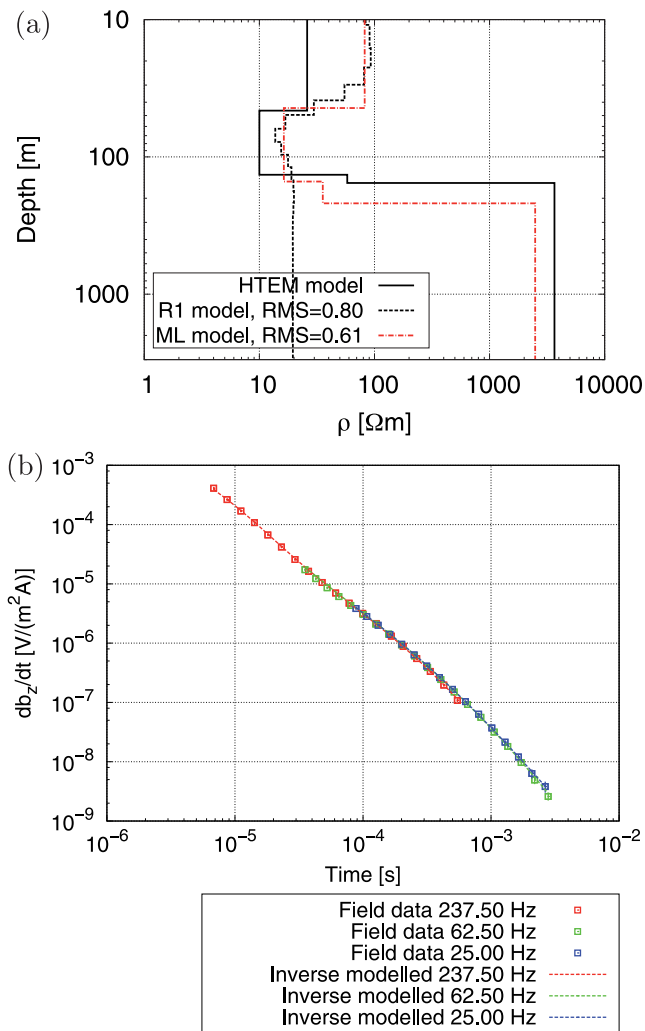 (a)
10
100
1000
Depth [m]
HTEM model
R1 model, RMS=0.80
ML model, RMS=0.61
1 10 100 1000 10000
ρ [Ωm]
(b)
10⁻³
10⁻⁴
10⁻⁵
10⁻⁶
10⁻⁷
10⁻⁸
10⁻⁹
db_z/dt [V/(m²A)]
10⁻⁶ 10⁻⁵ 10⁻⁴ 10⁻³ 10⁻²
Time [s]
Field data 237.50 Hz
Field data 62.50 Hz
Field data 25.00 Hz
Inverse modelled 237.50 Hz
Inverse modelled 62.50 Hz
Inverse modelled 25.00 Hz